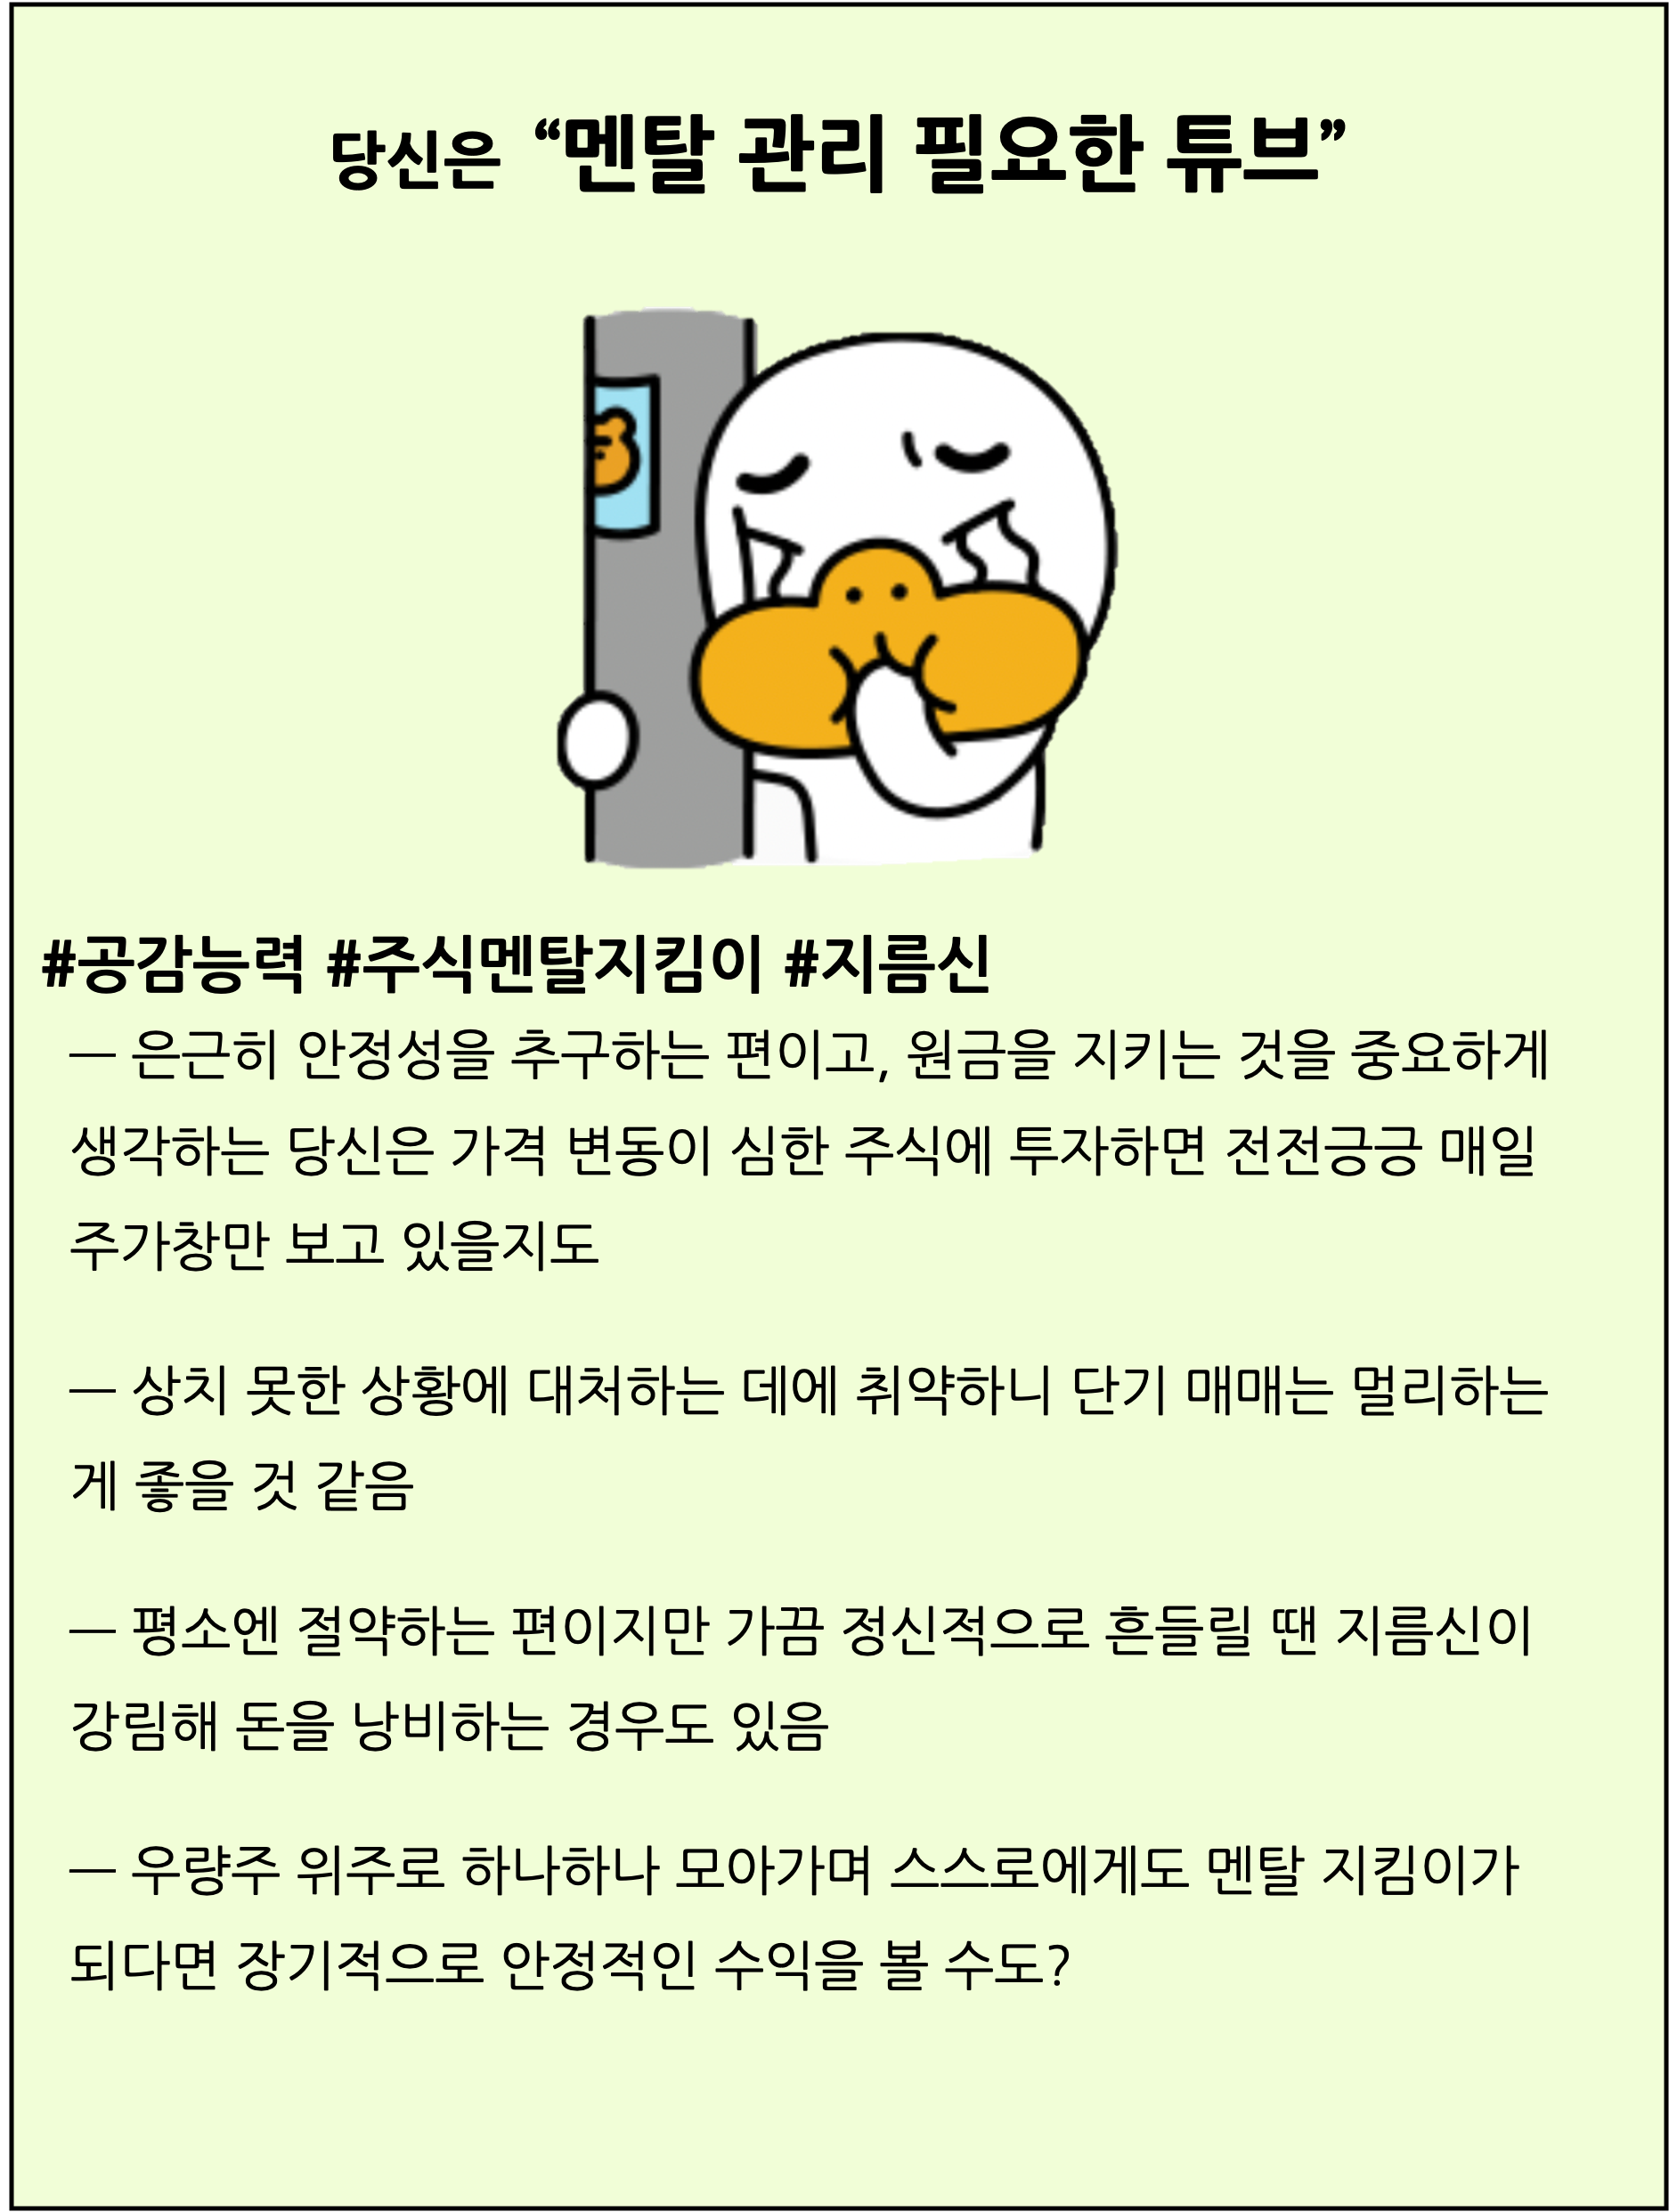 당신은 “멘탈 관리 필요한 튜브”
#공감능력 #주식멘탈지킴이 #지름신
— 은근히 안정성을 추구하는 편이고, 원금을 지키는 것을 중요하게
생각하는 당신은 가격 변동이 심한 주식에 투자하면 전전긍긍 매일
주가창만 보고 있을지도
— 상치 못한 상황에 대처하는 데에 취약하니 단기 매매는 멀리하는
게 좋을 것 같음
— 평소엔 절약하는 편이지만 가끔 정신적으로 흔들릴 땐 지름신이
강림해 돈을 낭비하는 경우도 있음
— 우량주 위주로 하나하나 모아가며 스스로에게도 멘탈 지킴이가
되다면 장기적으로 안정적인 수익을 볼 수도?